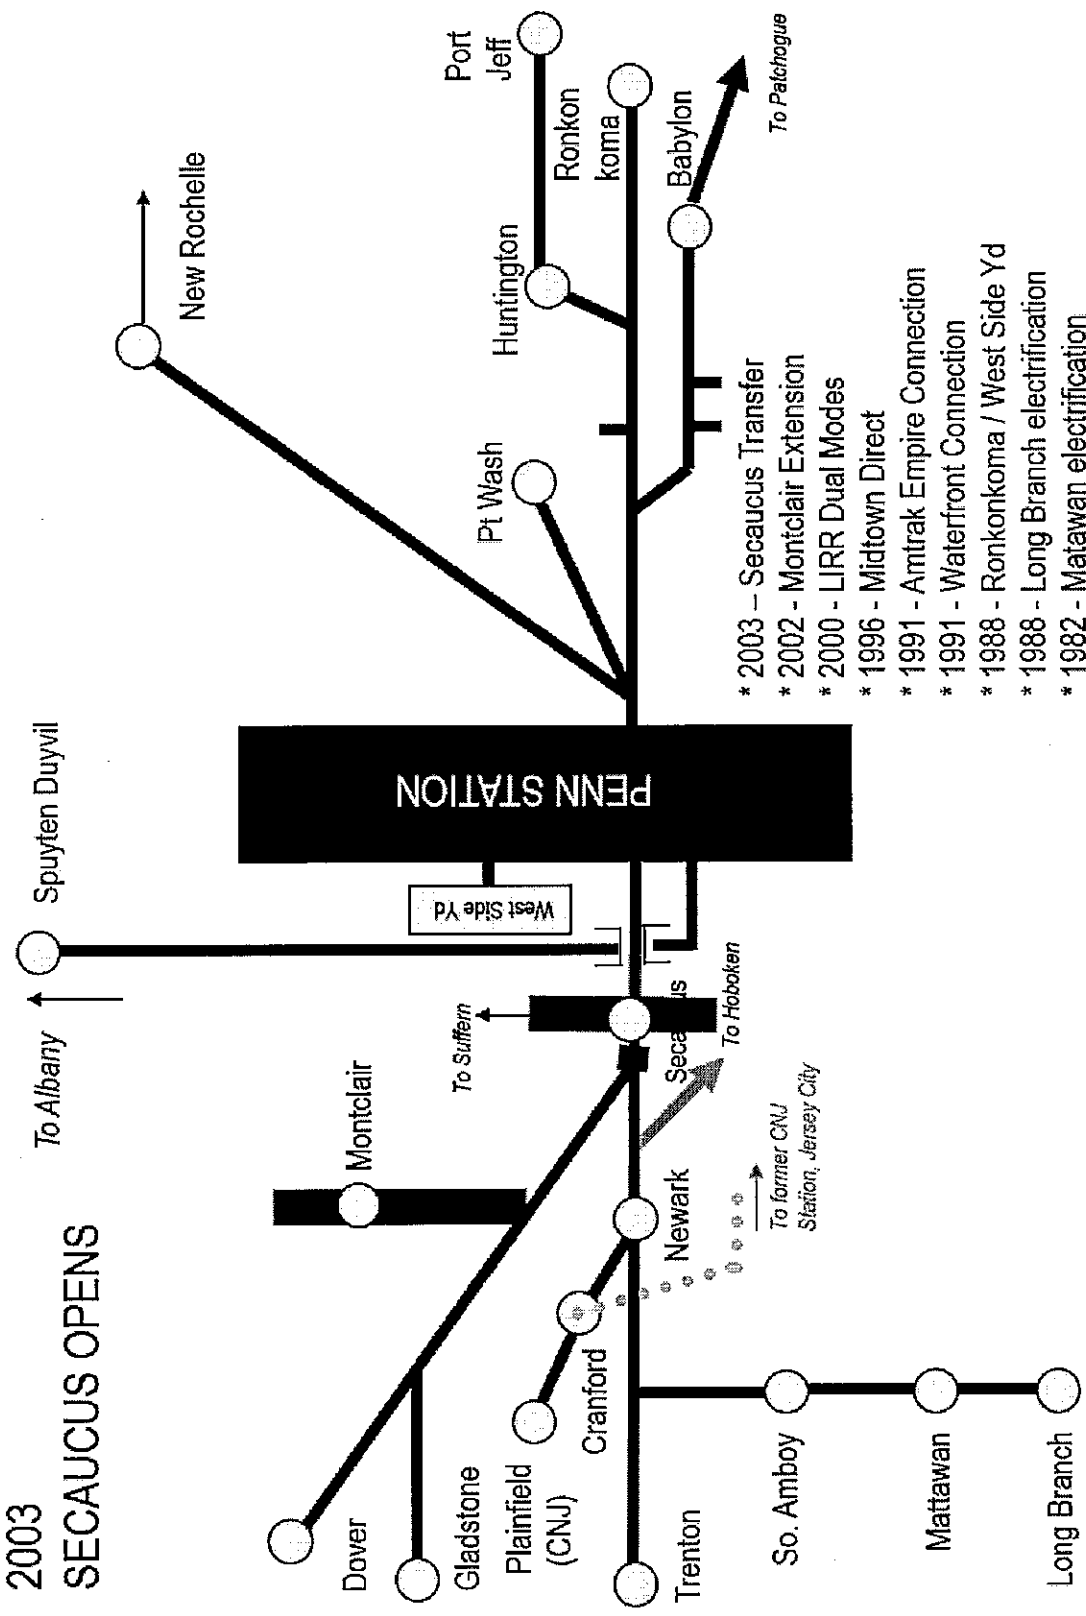 2003
SECAUCUS OPENS
To Albany
Spuyten Duyvil
New Rochelle
Montclair
To Suffern
West Side Yd
PENN STATION
Pt Wash
Huntington
Port
Jeff
Ronkon
koma
Babylon
To Patchogue
Dover
Gladstone
Plainfield
(CNJ)
Cranford
Newark
To Hoboken
To former CNJ
Station, Jersey City
Trenton
So. Amboy
Mattawan
Long Branch
* 2003 – Secaucus Transfer
* 2002 - Montclair Extension
* 2000 - LIRR Dual Modes
* 1996 - Midtown Direct
* 1991 - Amtrak Empire Connection
* 1991 - Waterfront Connection
* 1988 - Ronkonkoma / West Side Yd
* 1988 - Long Branch electrification
* 1982 - Matawan electrification